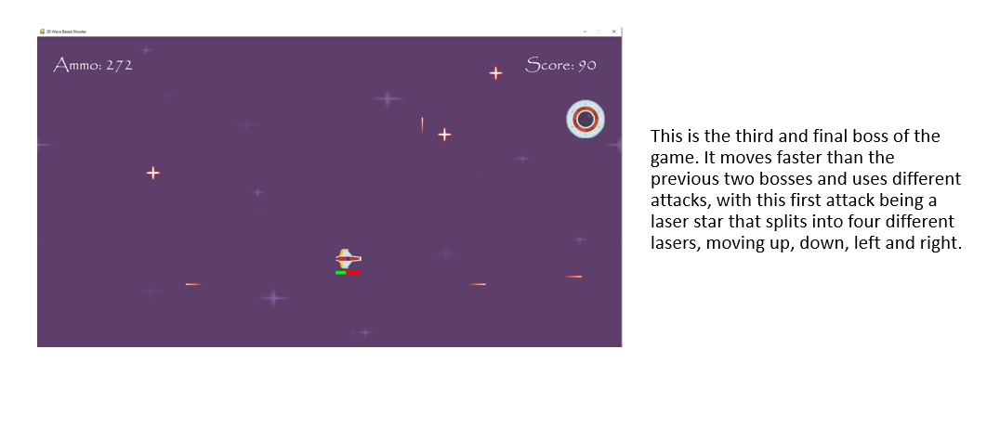 2D Wave Based Shooter
Ammo: 272
Score: 90
This is the third and final boss of the
game. It moves faster than the
previous two bosses and uses different
attacks, with this first attack being a
laser star that splits into four different
lasers, moving up, down, left and right.